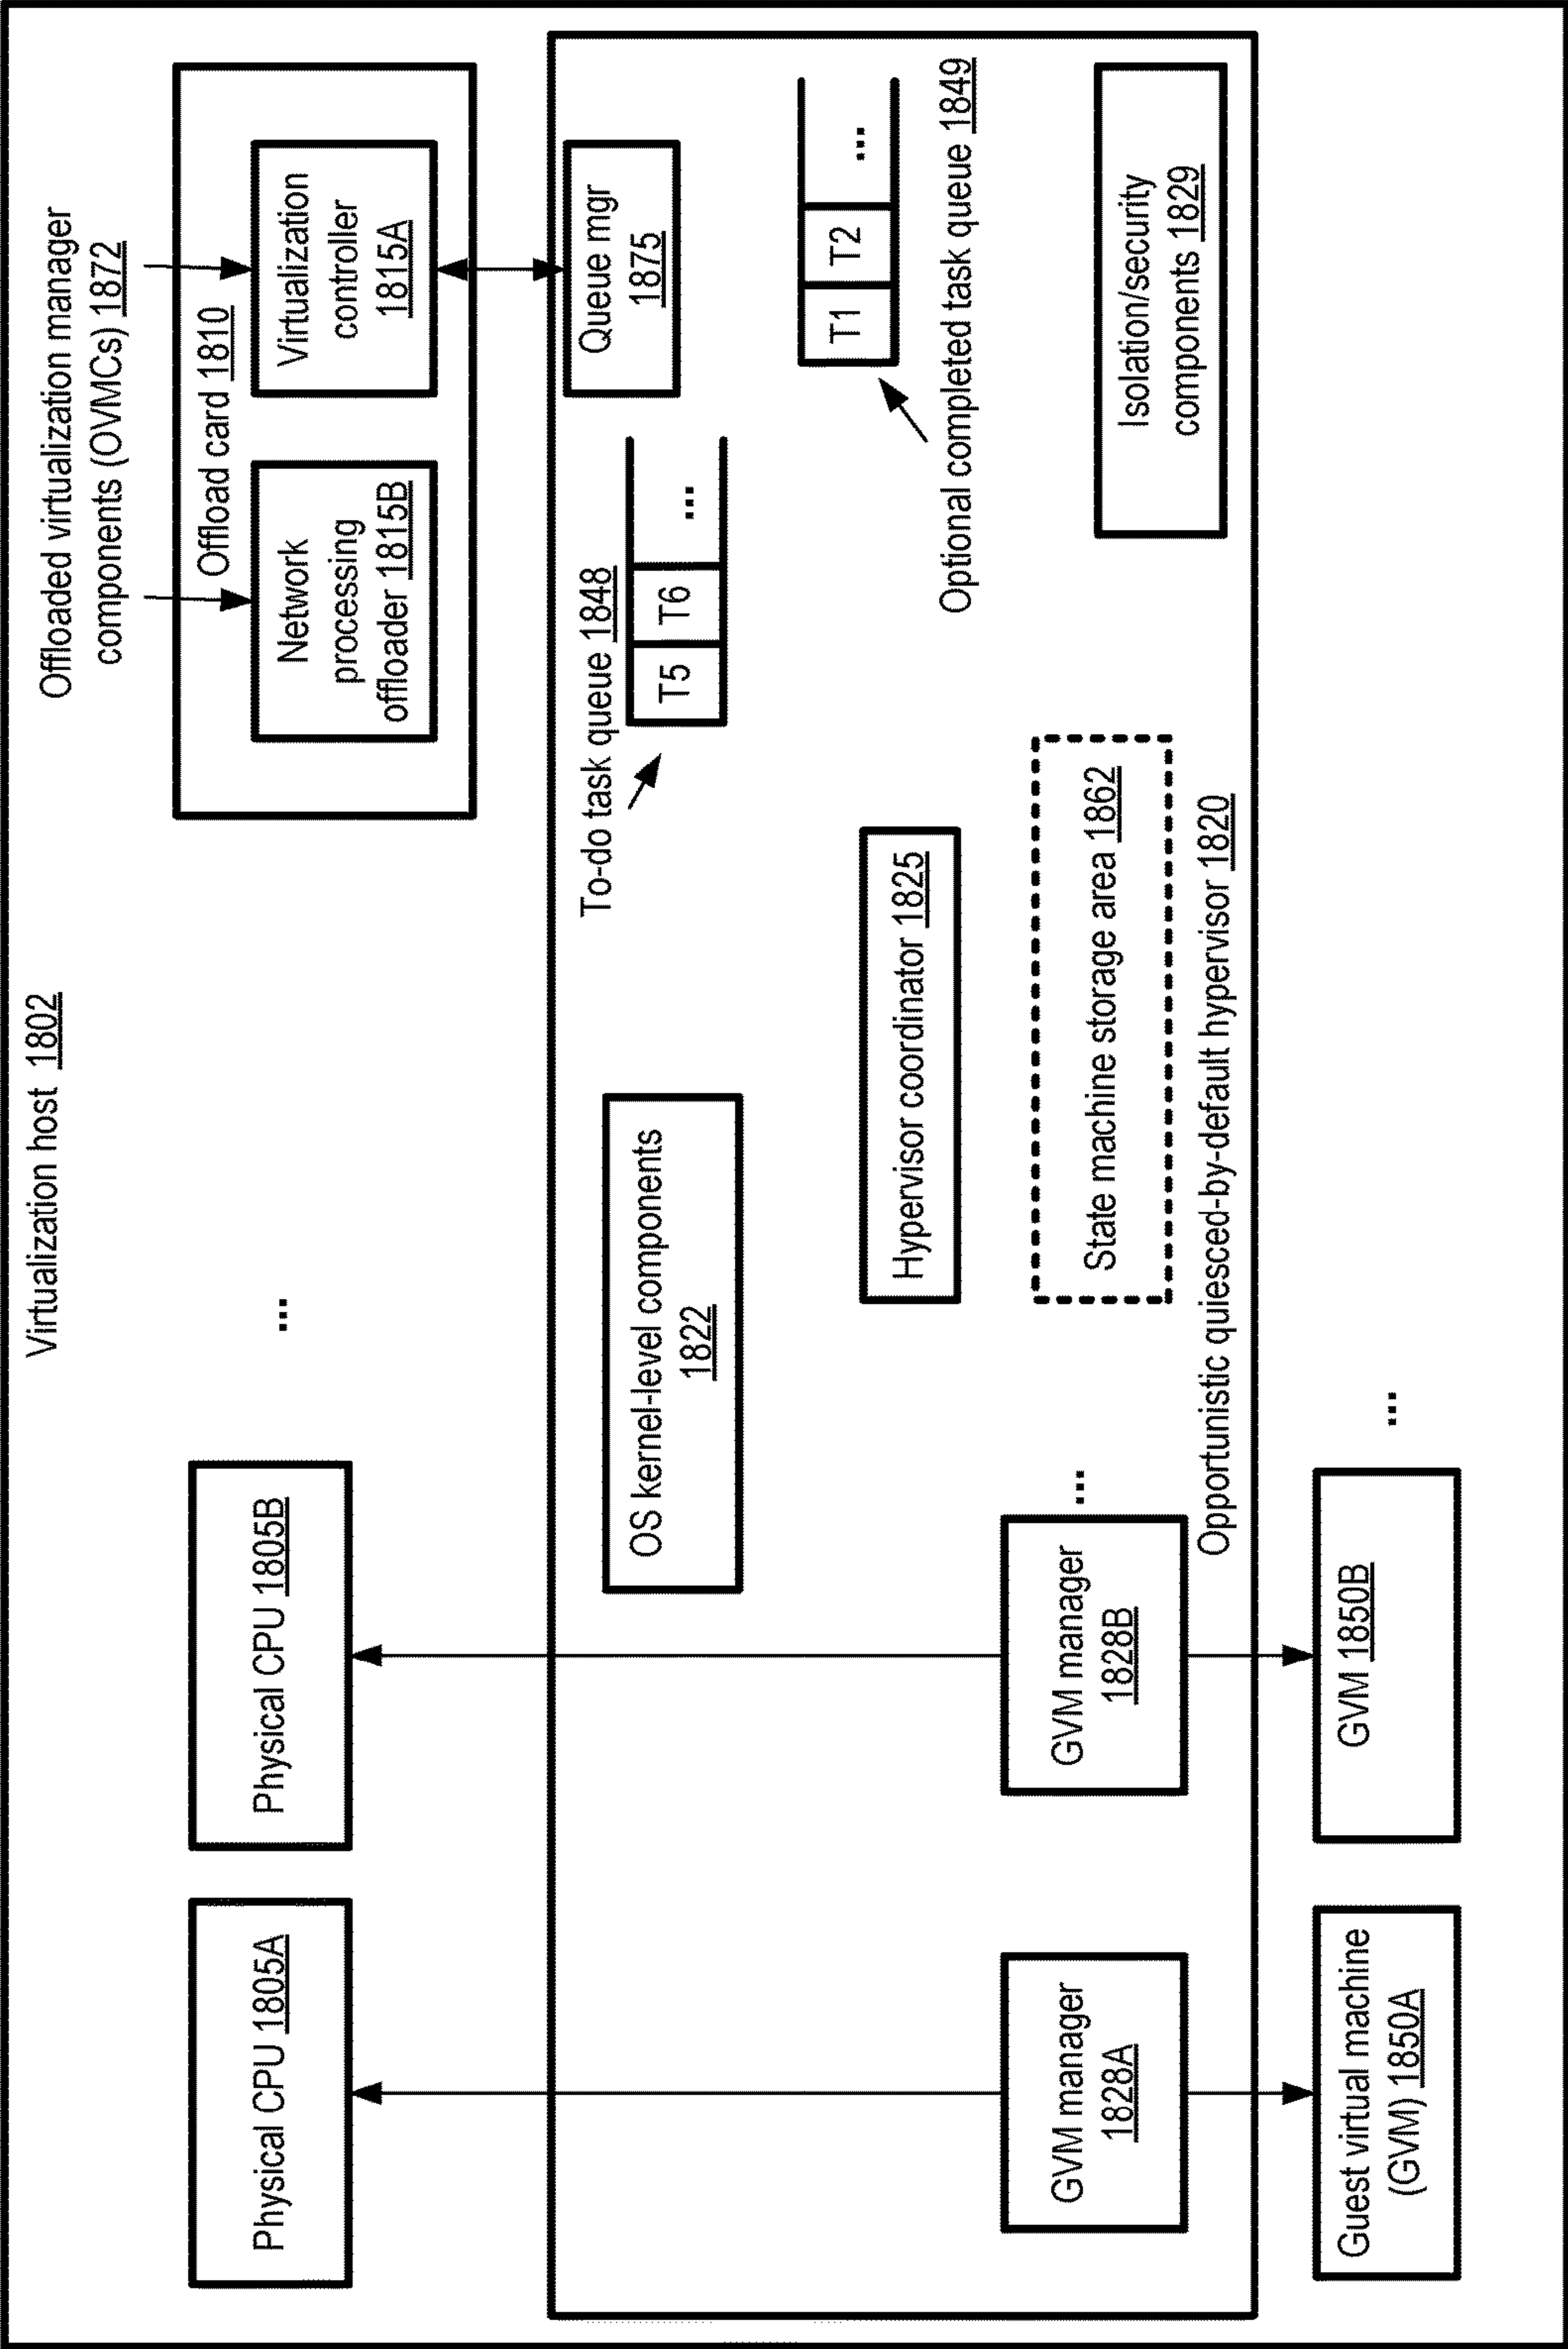 Virtualization host 1802
Offloaded virtualization manager
components (OVMCs) 1872
Physical CPU 1805A
Physical CPU 1805B
...
Offload card 1810
Network
processing
offloader 1815B
Virtualization
controller
1815A
To-do task queue 1848
T5
T6
...
Queue mgr
1875
OS kernel-level components
1822
T1
T2
...
Optional completed task queue 1849
Hypervisor coordinator 1825
GVM manager
1828A
GVM manager
1828B
...
State machine storage area 1862
Isolation/security
components 1829
Opportunistic quiesced-by-default hypervisor 1820
Guest virtual machine
(GVM) 1850A
GVM 1850B
...